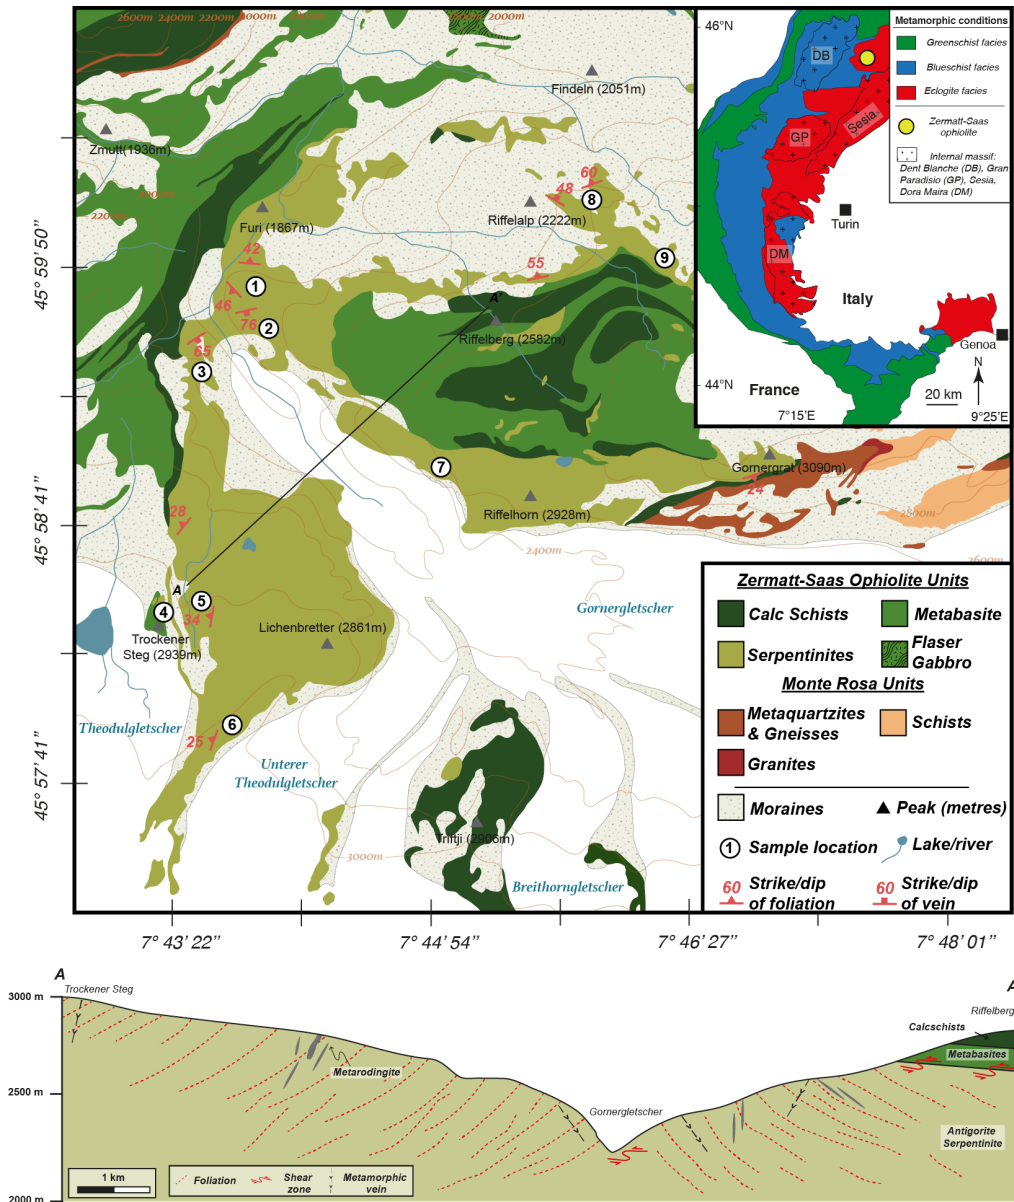 2600m 2400m 2200m 2000m
2000m
Findeln (2051m)
Zmutt(1936m)
2200m
60
48
8
Riffelalp (2222m)
Furi (1867m)
42
55
9
1
46
76
2
A'
Riffelberg (2582m)
65
3
7
Gornergrat (3090m)
24
Riffelhorn (2928m)
2800m
28
2400m
2600m
A
5
4
34
Trockener
Steg (2939m)
Lichenbretter (2861m)
Gornergletscher
6
25
Theodulgletscher
Unterer
Theodulgletscher
Triftji (2906m)
3000m
Breithorngletscher
45° 59' 50''
45° 58' 41''
45° 57' 41''
7° 43' 22''
7° 44' 54''
7° 46' 27''
7° 48' 01''
46°N
DB
GP
Sesia
Turin
DM
Italy
Genoa
44°N
France
20 km
N
7°15'E
9°25'E
Metamorphic conditions
Greenschist facies
Blueschist facies
Eclogite facies
Zermatt-Saas
ophiolite
Internal massif:
Dent Blanche (DB), Gran
Paradisio (GP), Sesia,
Dora Maira (DM)
Zermatt-Saas Ophiolite Units
Calc Schists
Metabasite
Serpentinites
Flaser
Gabbro
Monte Rosa Units
Metaquartzites
& Gneisses
Schists
Granites
Moraines
Peak (metres)
1 Sample location
Lake/river
60 Strike/dip
of foliation
60 Strike/dip
of vein
A
Trockener Steg
A
Riffelberg
3000 m
2500 m
2000 m
Calcschists
Metabasites
Metarodingite
Gornergletscher
Antigorite
Serpentinite
1 km
Foliation
Shear
zone
Metamorphic
vein